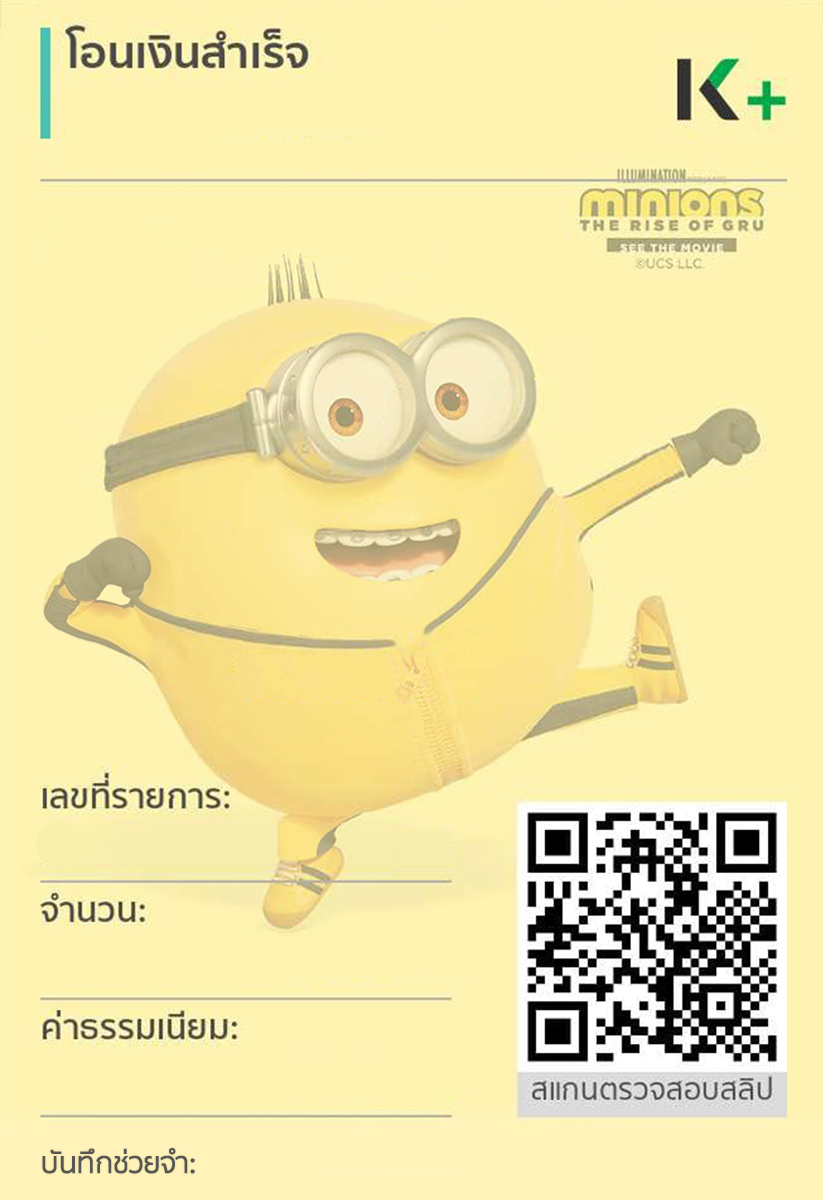 โอนเงินสำเร็จ
K+
ILLUMINATION
MINIONS
THE RISE OF GRU
SEE THE MOVIE
©UCS LLC.
เลขที่รายการ:
จำนวน:
ค่าธรรมเนียม:
สแกนตรวจสอบสลิป
บันทึกช่วยจำ: